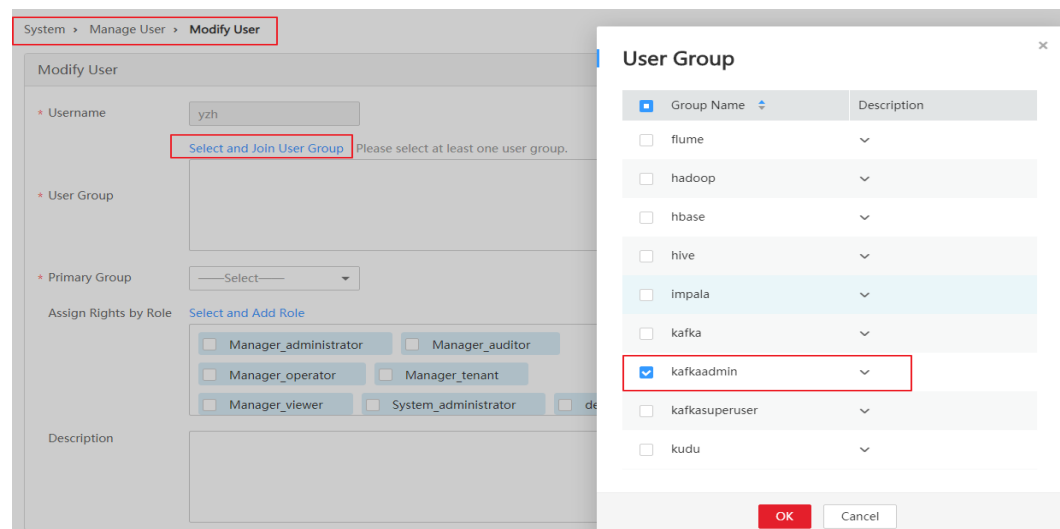 System > Manage User > Modify User
Modify User
* Username
yzh
Select and Join User Group Please select at least one user group.
* User Group
* Primary Group
——Select——
Assign Rights by Role
Select and Add Role
Manager_administrator
Manager_auditor
Manager_operator
Manager_tenant
Manager_viewer
System_administrator
de
Description
User Group
×
Group Name
Description
flume
hadoop
hbase
hive
impala
kafka
kafkaadmin
kafkasuperuser
kudu
OK
Cancel